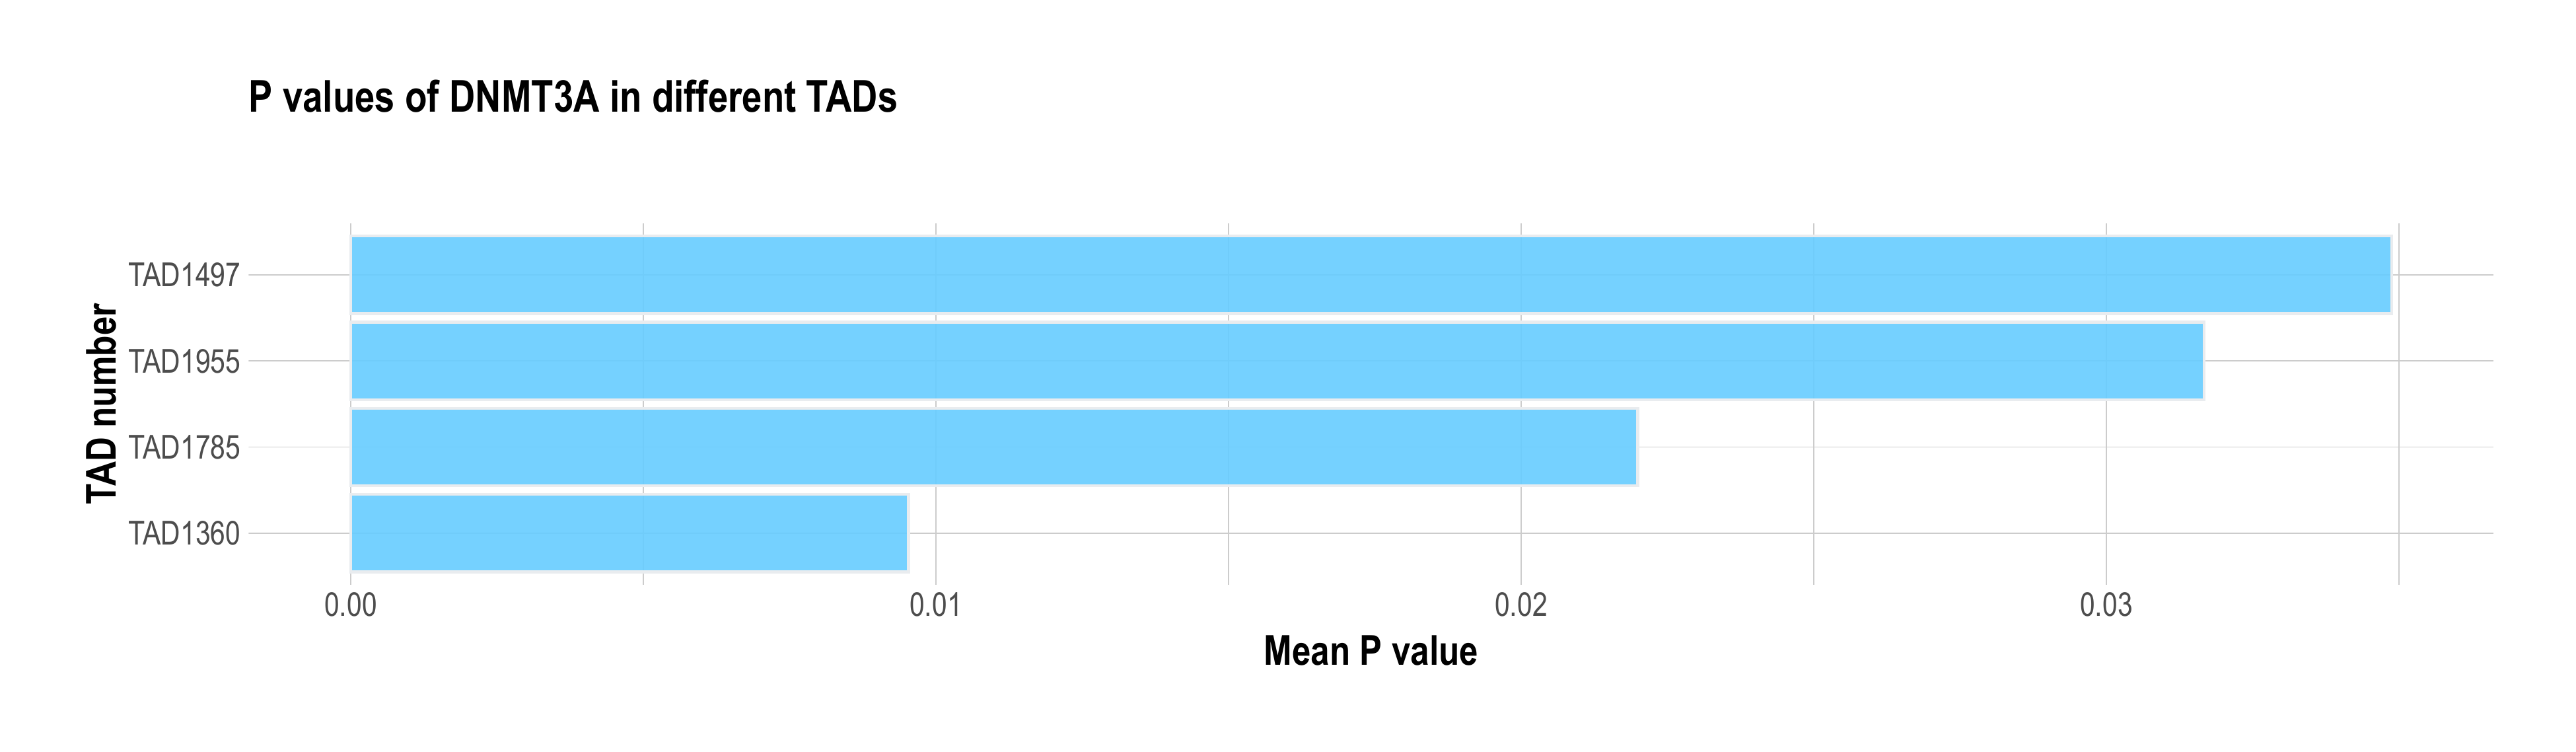 P values of DNMT3A in different TADs
TAD number
TAD1497
TAD1955
TAD1785
TAD1360
0.00 0.01 0.02 0.03
Mean P value